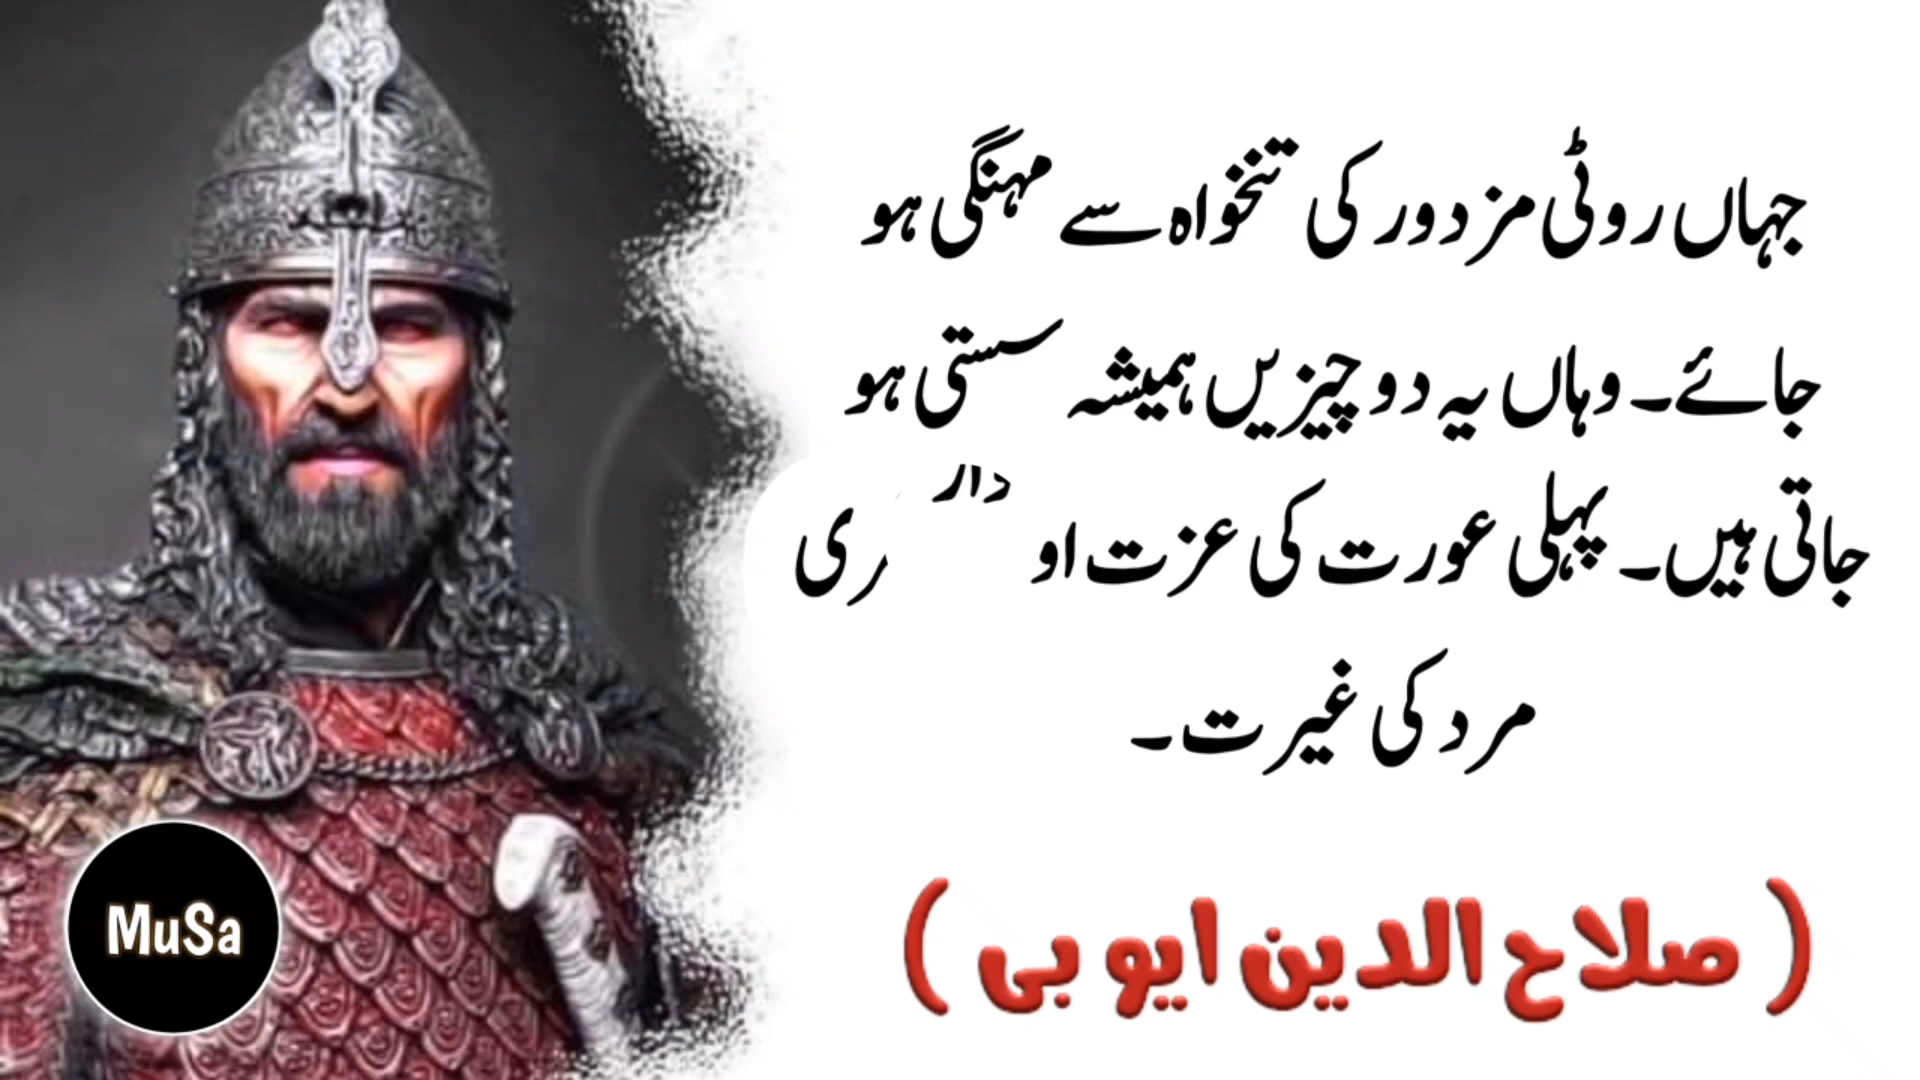 جہاں روٹی مزدور کی تنخواہ سے مہنگی ہو
جائے۔ وہاں یہ دو چیزیں ہمیشہ سستی ہو
جاتی ہیں۔ پہلی عورت کی عزت او
مرد کی غیرت۔
( صلاح الدین ایوبی )
MuSa